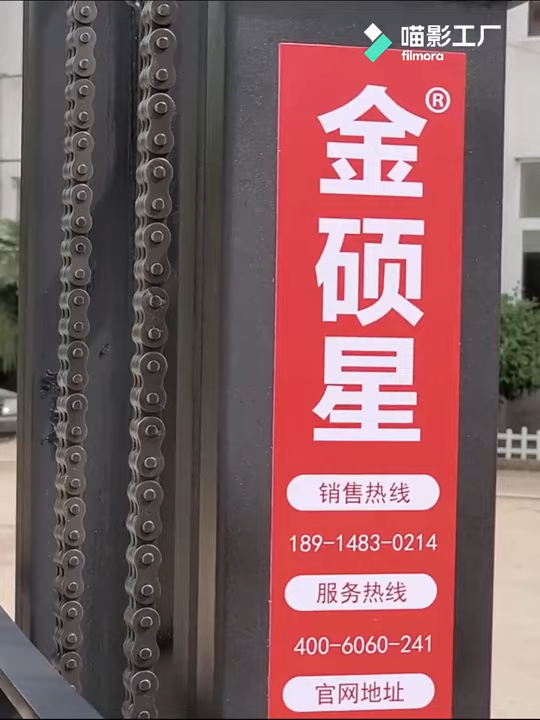 喵影工厂
filmora
金硕星®
销售热线
189-1483-0214
服务热线
400-6060-241
官网地址